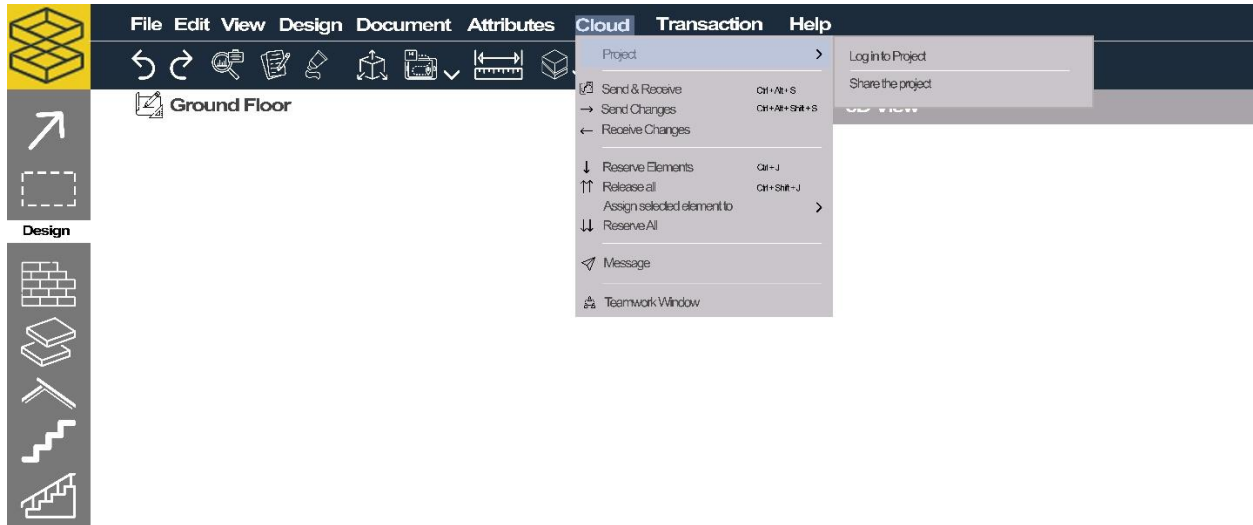 File Edit View Design Document Attributes Cloud Transaction Help
Project
Log in to Project
Share the project
Ground Floor
3D View
Send & Receive Ctrl+Alt+S
Send Changes Ctrl+Alt+Shift+S
Receive Changes
Reserve Elements Ctrl+J
Release all Ctrl+Shift+J
Assign selected element to
Reserve All
Design
Message
Teamwork Window